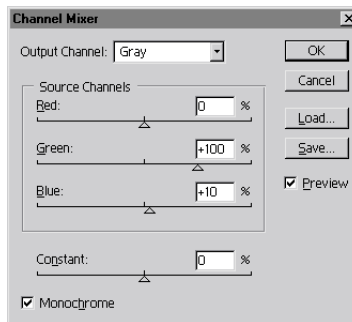 Channel Mixer
Output Channel: Gray
OK
Source Channels
Cancel
Red: 0 %
Load...
Green: +100 %
Save...
Blue: +10 %
Preview
Constant: 0 %
Monochrome